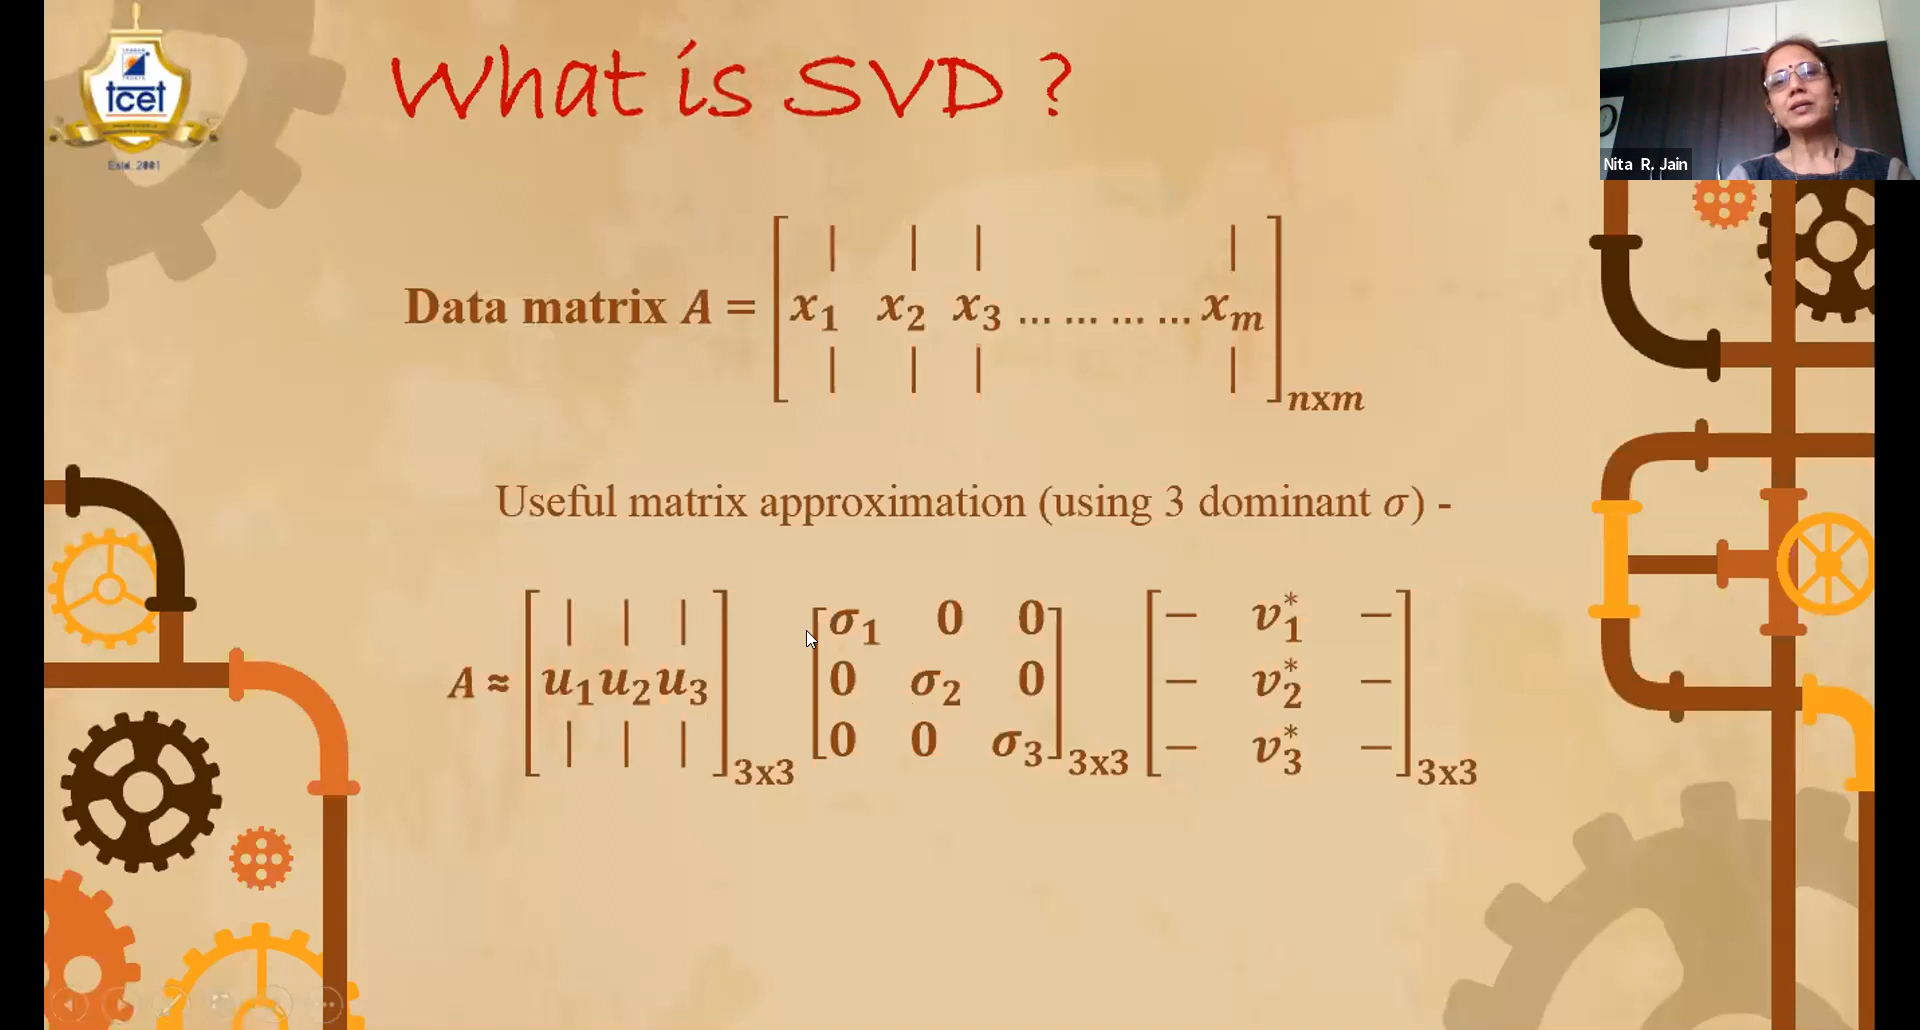 tcet
Estd. 2001
What is SVD ?
Nita R. Jain
Data matrix A = [ | | | | x₁ x₂ x₃ … … … … xₘ | | | | ]ₙₓₘ
Useful matrix approximation (using 3 dominant σ) -
A ≈ [ | | | u₁ u₂ u₃ | | | ]₃ₓ₃ [ σ₁ 0 0 0 σ₂ 0 0 0 σ₃ ]₃ₓ₃ [ — v₁* — — v₂* — — v₃* — ]₃ₓ₃